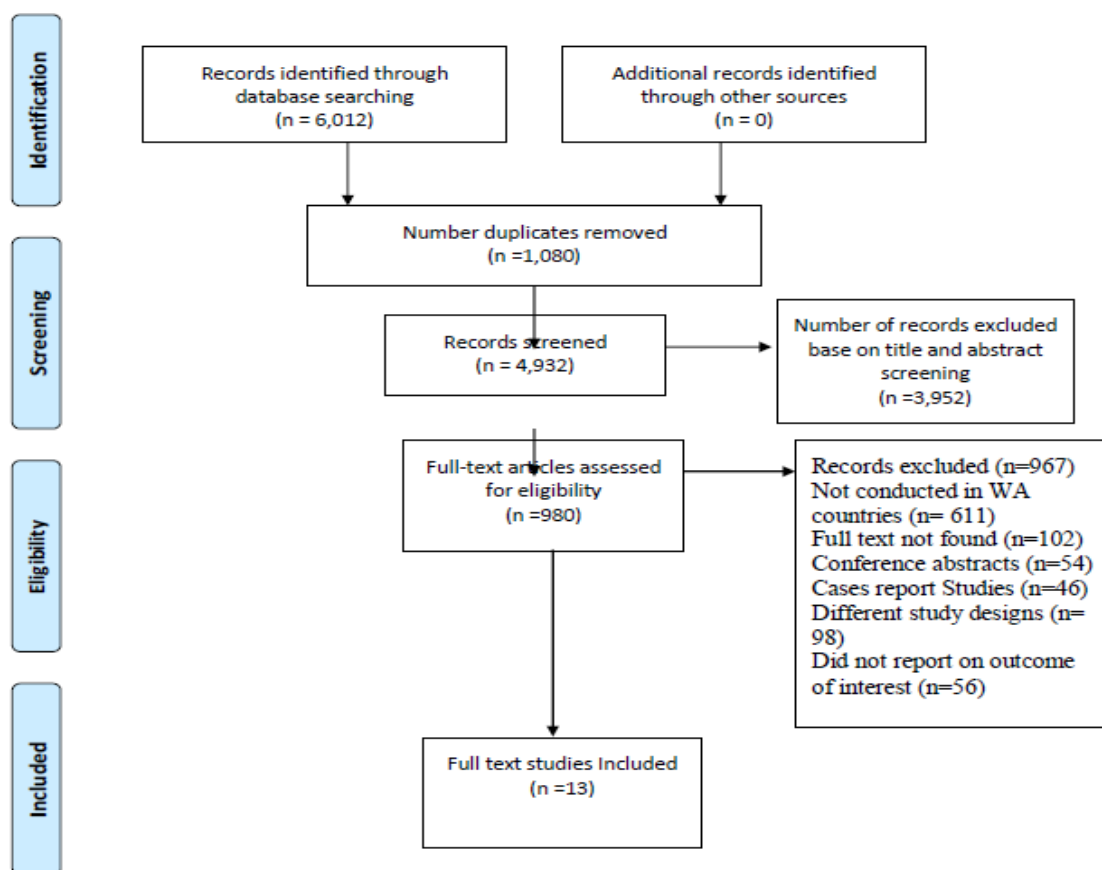 Identification
Records identified through
database searching
(n = 6,012)
Additional records identified
through other sources
(n = 0)
Number duplicates removed
(n =1,080)
Screening
Records screened
(n = 4,932)
Number of records excluded
base on title and abstract
screening
(n =3,952)
Eligibility
Full-text articles assessed
for eligibility
(n =980)
Records excluded (n=967)
Not conducted in WA
countries (n= 611)
Full text not found (n=102)
Conference abstracts (n=54)
Cases report Studies (n=46)
Different study designs (n=
98)
Did not report on outcome
of interest (n=56)
Included
Full text studies Included
(n =13)